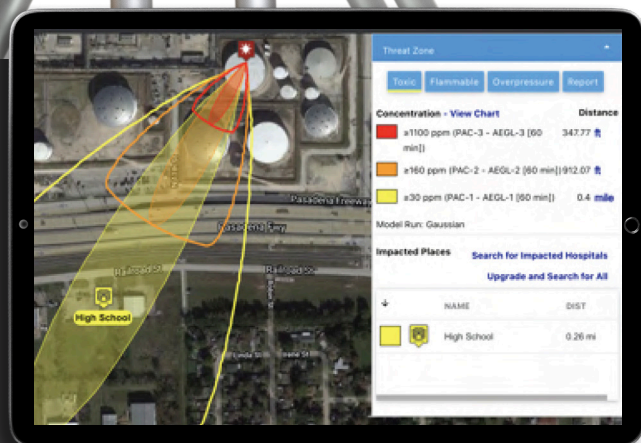 Threat Zone
Toxic
Flammable
Overpressure
Report
Concentration - View Chart Distance
≥1100 ppm (PAC-3 - AEGL-3 [60 min]) 347.77 ft
≥160 ppm (PAC-2 - AEGL-2 [60 min]) 912.07 ft
≥30 ppm (PAC-1 - AEGL-1 [60 min]) 0.4 mile
Model Run: Gaussian
Impacted Places
Search for Impacted Hospitals
Upgrade and Search for All
NAME DIST
High School 0.26 mi
Pasadena Freeway
Pasadena Fwy
Railroad St
Railroad St
High School
Linda St